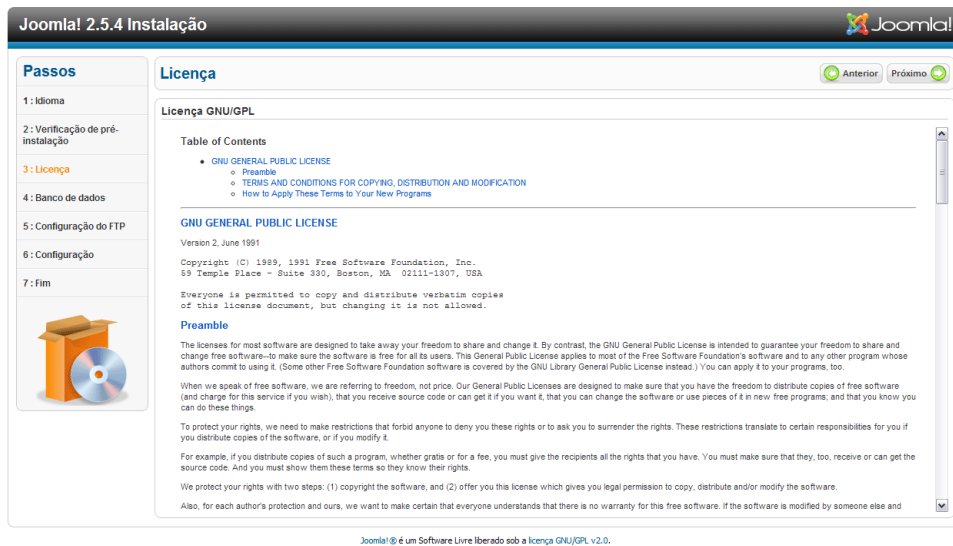 Joomla! 2.5.4 Instalação
Joomla!
Passos
1 : Idioma
2 : Verificação de pré-
instalação
3 : Licença
4 : Banco de dados
5 : Configuração do FTP
6 : Configuração
7 : Fim
Licença
Anterior
Próximo
Licença GNU/GPL
Table of Contents
GNU GENERAL PUBLIC LICENSE
Preamble
TERMS AND CONDITIONS FOR COPYING, DISTRIBUTION AND MODIFICATION
How to Apply These Terms to Your New Programs
GNU GENERAL PUBLIC LICENSE
Version 2, June 1991
Copyright (C) 1989, 1991 Free Software Foundation, Inc.
59 Temple Place - Suite 330, Boston, MA  02111-1307, USA
Everyone is permitted to copy and distribute verbatim copies
of this license document, but changing it is not allowed.
Preamble
The licenses for most software are designed to take away your freedom to share and change it. By contrast, the GNU General Public License is intended to guarantee your freedom to share and
change free software--to make sure the software is free for all its users. This General Public License applies to most of the Free Software Foundation's software and to any other program whose
authors commit to using it. (Some other Free Software Foundation software is covered by the GNU Library General Public License instead.) You can apply it to your programs, too.
When we speak of free software, we are referring to freedom, not price. Our General Public Licenses are designed to make sure that you have the freedom to distribute copies of free software
(and charge for this service if you wish), that you receive source code or can get it if you want it, that you can change the software or use pieces of it in new free programs; and that you know you
can do these things.
To protect your rights, we need to make restrictions that forbid anyone to deny you these rights or to ask you to surrender the rights. These restrictions translate to certain responsibilities for you if
you distribute copies of the software, or if you modify it.
For example, if you distribute copies of such a program, whether gratis or for a fee, you must give the recipients all the rights that you have. You must make sure that they, too, receive or can get the
source code. And you must show them these terms so they know their rights.
We protect your rights with two steps: (1) copyright the software, and (2) offer you this license which gives you legal permission to copy, distribute and/or modify the software.
Also, for each author's protection and ours, we want to make certain that everyone understands that there is no warranty for this free software. If the software is modified by someone else and
Joomla!® é um Software Livre liberado sob a licença GNU/GPL v2.0.